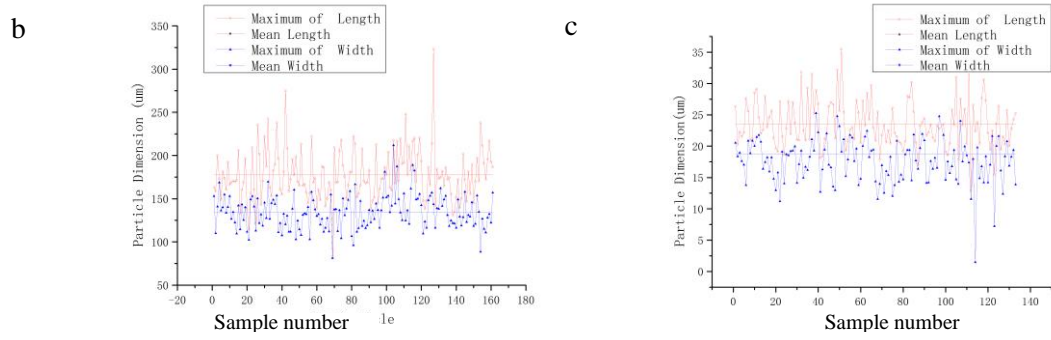 b
Maximum of Length
Mean Length
Maximum of Width
Mean Width
Particle Dimension (um)
350
300
250
200
150
100
50
-20 0 20 40 60 80 100 120 140 160 180
Sample number le
c
Maximum of Length
Mean Length
Maximum of Width
Mean Width
Particle Dimension(um)
35
30
25
20
15
10
5
0
0 20 40 60 80 100 120 140
Sample number